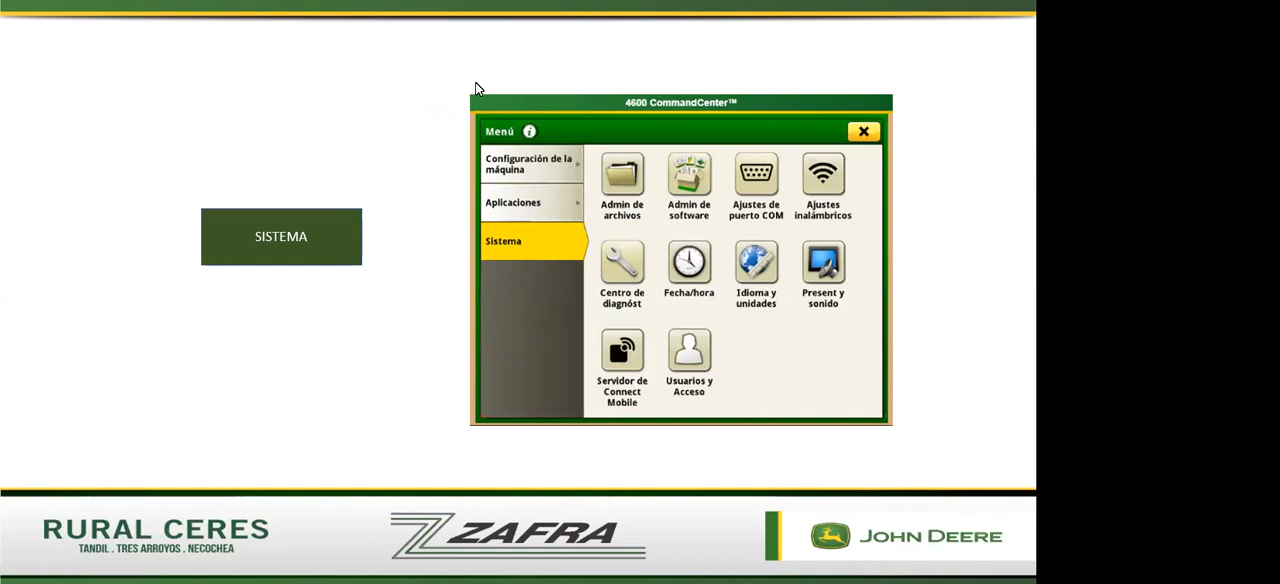 4600 CommandCenter™
Menú i
Configuración de la
máquina
Aplicaciones
Sistema
Admin de
archivos
Admin de
software
Ajustes de
puerto COM
Ajustes
inalámbricos
Centro de
diagnóst
Fecha/hora
Idioma y
unidades
Present y
sonido
Servidor de
Connect
Mobile
Usuarios y
Acceso
SISTEMA
RURAL CERES
TANDIL . TRES ARROYOS . NECOCHEA
ZAFRA
JOHN DEERE